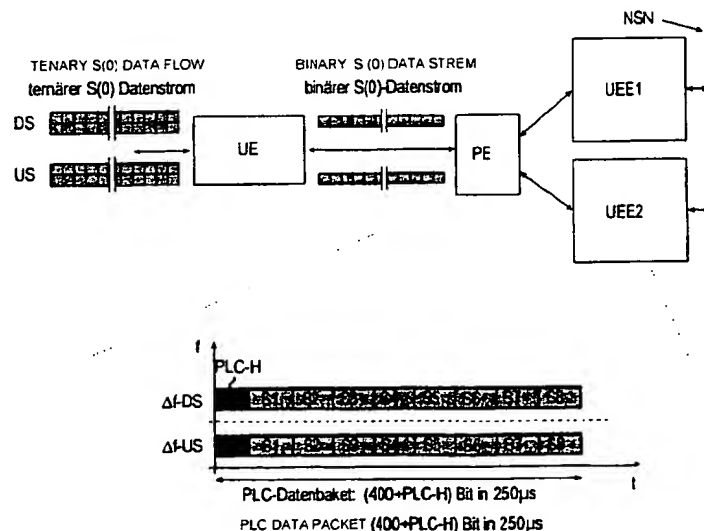 NSN
TENARY S(0) DATA FLOW
ternärer S(0) Datenstrom
BINARY S (0) DATA STREM
binärer S(0)-Datenstrom
DS
US
UE
PE
UEE1
UEE2
f
PLC-H
Δf-DS
Δf-US
t
PLC-Datenbaket: (400+PLC-H) Bit in 250µs
PLC DATA PACKET (400+PLC-H) Bit in 250µs